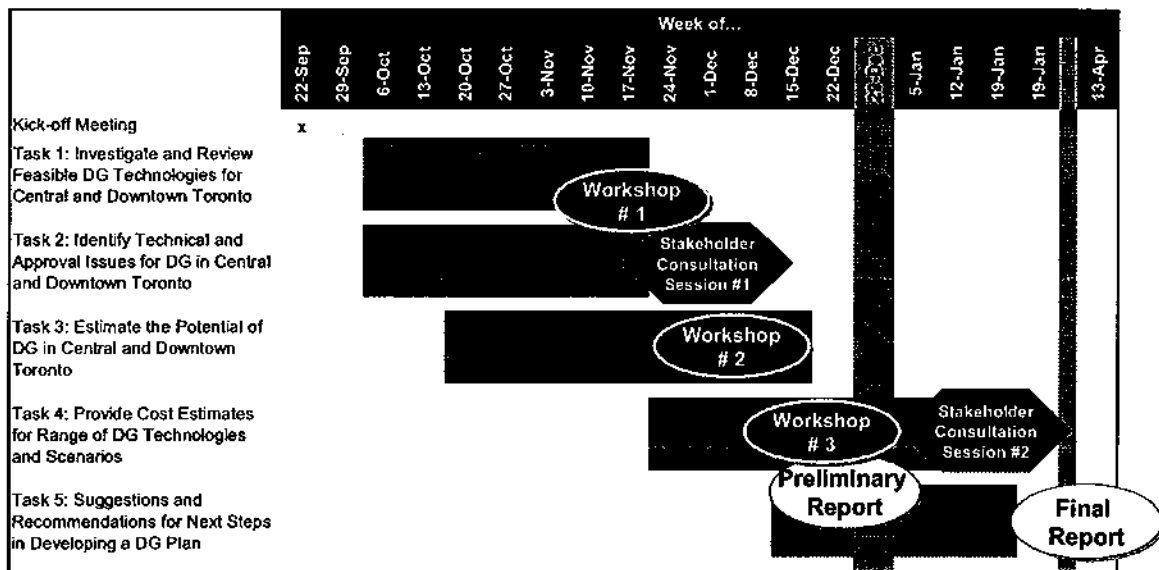 Week of...
22-Sep
29-Sep
6-Oct
13-Oct
20-Oct
27-Oct
3-Nov
10-Nov
17-Nov
24-Nov
1-Dec
8-Dec
15-Dec
22-Dec
5-Jan
12-Jan
19-Jan
19-Jan
13-Apr
Kick-off Meeting
x
Task 1: Investigate and Review
Feasible DG Technologies for
Central and Downtown Toronto
Workshop
# 1
Task 2: Identify Technical and
Approval Issues for DG in Central
and Downtown Toronto
Stakeholder
Consultation
Session #1
Task 3: Estimate the Potential of
DG in Central and Downtown
Toronto
Workshop
# 2
Task 4: Provide Cost Estimates
for Range of DG Technologies
and Scenarios
Workshop
# 3
Stakeholder
Consultation
Session #2
Preliminary
Report
Task 5: Suggestions and
Recommendations for Next Steps
in Developing a DG Plan
Final
Report